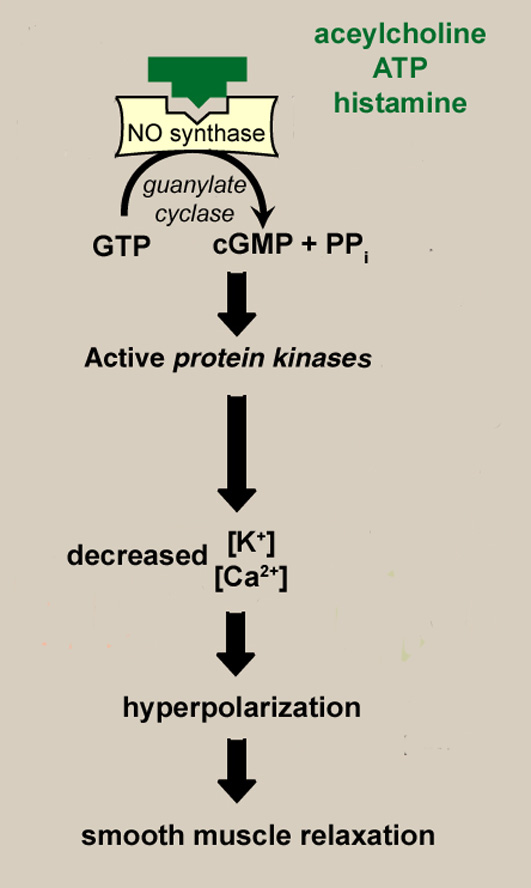 aceylcholine
ATP
histamine
NO synthase
guanylate
cyclase
GTP
cGMP + PPi
Active protein kinases
decreased
[K+]
[Ca2+]
hyperpolarization
smooth muscle relaxation